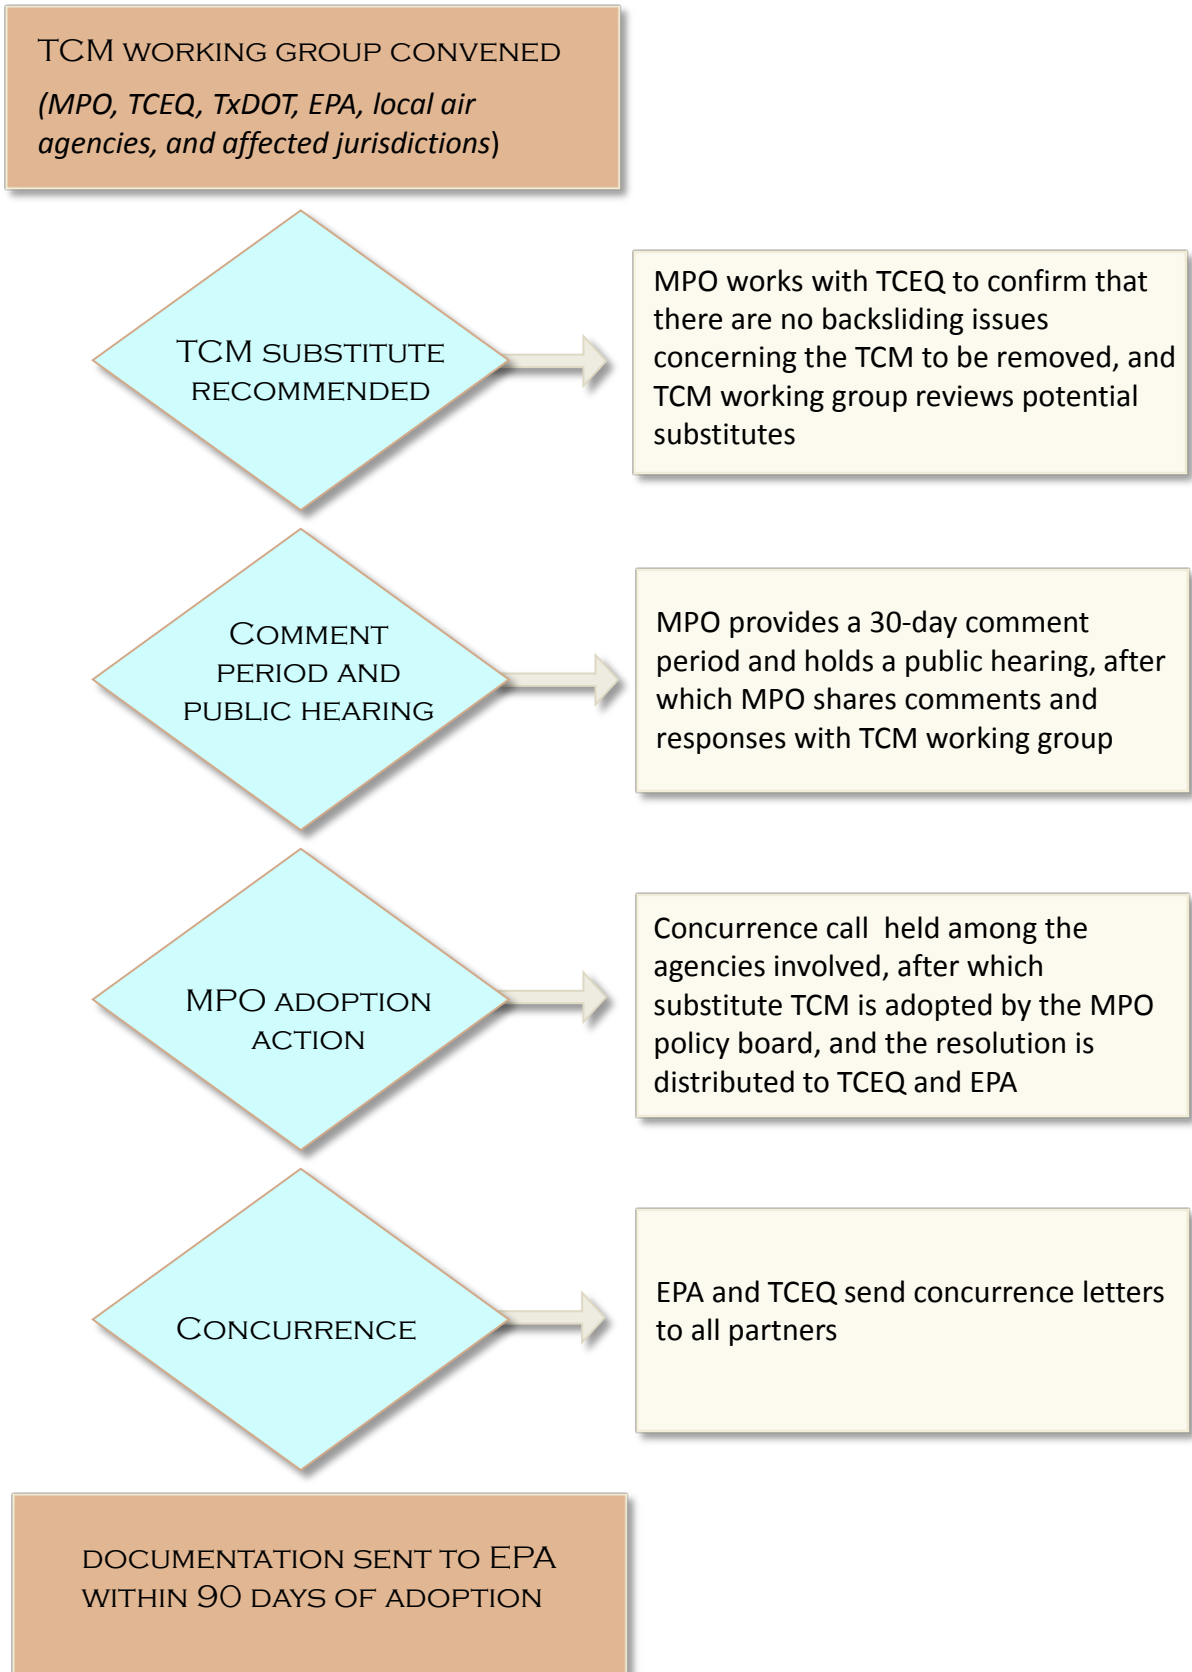 TCM WORKING GROUP CONVENED
(MPO, TCEQ, TxDOT, EPA, local air
agencies, and affected jurisdictions)
TCM SUBSTITUTE
RECOMMENDED
MPO works with TCEQ to confirm that
there are no backsliding issues
concerning the TCM to be removed, and
TCM working group reviews potential
substitutes
COMMENT
PERIOD AND
PUBLIC HEARING
MPO provides a 30-day comment
period and holds a public hearing, after
which MPO shares comments and
responses with TCM working group
MPO ADOPTION
ACTION
Concurrence call held among the
agencies involved, after which
substitute TCM is adopted by the MPO
policy board, and the resolution is
distributed to TCEQ and EPA
CONCURRENCE
EPA and TCEQ send concurrence letters
to all partners
DOCUMENTATION SENT TO EPA
WITHIN 90 DAYS OF ADOPTION